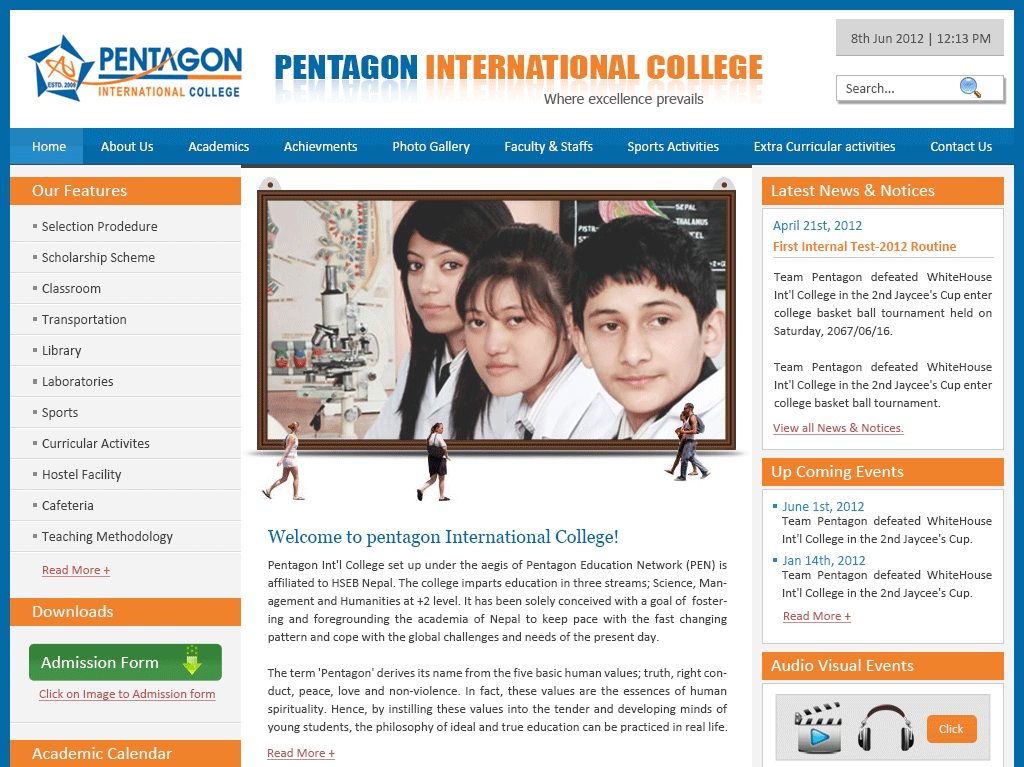 PENTAGON
ESTD. 2009
INTERNATIONAL COLLEGE
PENTAGON INTERNATIONAL COLLEGE
Where excellence prevails
8th Jun 2012 | 12:13 PM
Search...
Home
About Us
Academics
Achievments
Photo Gallery
Faculty & Staffs
Sports Activities
Extra Curricular activities
Contact Us
Our Features
Selection Prodedure
Scholarship Scheme
Classroom
Transportation
Library
Laboratories
Sports
Curricular Activites
Hostel Facility
Cafeteria
Teaching Methodology
Read More +
Downloads
Admission Form
Click on Image to Admission form
Academic Calendar
SEPAL
THALAMUS
Welcome to pentagon International College!
Pentagon Int'l College set up under the aegis of Pentagon Education Network (PEN) is
affiliated to HSEB Nepal. The college imparts education in three streams; Science, Man-
agement and Humanities at +2 level. It has been solely conceived with a goal of foster-
ing and foregrounding the academia of Nepal to keep pace with the fast changing
pattern and cope with the global challenges and needs of the present day.
The term 'Pentagon' derives its name from the five basic human values; truth, right con-
duct, peace, love and non-violence. In fact, these values are the essences of human
spirituality. Hence, by instilling these values into the tender and developing minds of
young students, the philosophy of ideal and true education can be practiced in real life.
Read More +
Latest News & Notices
April 21st, 2012
First Internal Test-2012 Routine
Team Pentagon defeated WhiteHouse
Int'l College in the 2nd Jaycee's Cup enter
college basket ball tournament held on
Saturday, 2067/06/16.
Team Pentagon defeated WhiteHouse
Int'l College in the 2nd Jaycee's Cup enter
college basket ball tournament.
View all News & Notices.
Up Coming Events
June 1st, 2012
Team Pentagon defeated WhiteHouse
Int'l College in the 2nd Jaycee's Cup.
Jan 14th, 2012
Team Pentagon defeated WhiteHouse
Int'l College in the 2nd Jaycee's Cup.
Read More +
Audio Visual Events
Click